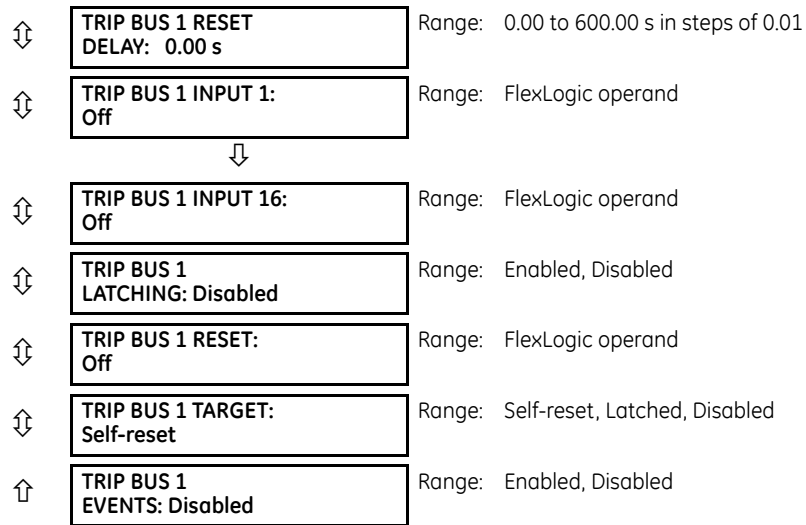 TRIP BUS 1 RESET Range: 0.00 to 600.00 s in steps of 0.01
DELAY: 0.00 s
TRIP BUS 1 INPUT 1: Range: FlexLogic operand
Off
TRIP BUS 1 INPUT 16: Range: FlexLogic operand
Off
TRIP BUS 1 Range: Enabled, Disabled
LATCHING: Disabled
TRIP BUS 1 RESET: Range: FlexLogic operand
Off
TRIP BUS 1 TARGET: Range: Self-reset, Latched, Disabled
Self-reset
TRIP BUS 1 Range: Enabled, Disabled
EVENTS: Disabled